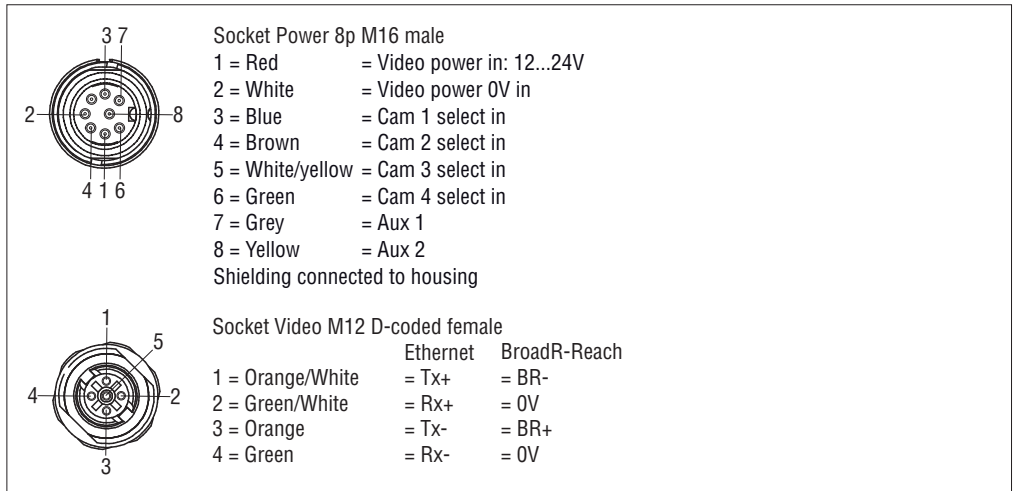 3 7
2
8
4 1 6
Socket Power 8p M16 male
1 = Red = Video power in: 12...24V
2 = White = Video power 0V in
3 = Blue = Cam 1 select in
4 = Brown = Cam 2 select in
5 = White/yellow = Cam 3 select in
6 = Green = Cam 4 select in
7 = Grey = Aux 1
8 = Yellow = Aux 2
Shielding connected to housing
1
5
4
2
3
Socket Video M12 D-coded female
Ethernet BroadR-Reach
1 = Orange/White = Tx+ = BR-
2 = Green/White = Rx+ = 0V
3 = Orange = Tx- = BR+
4 = Green = Rx- = 0V